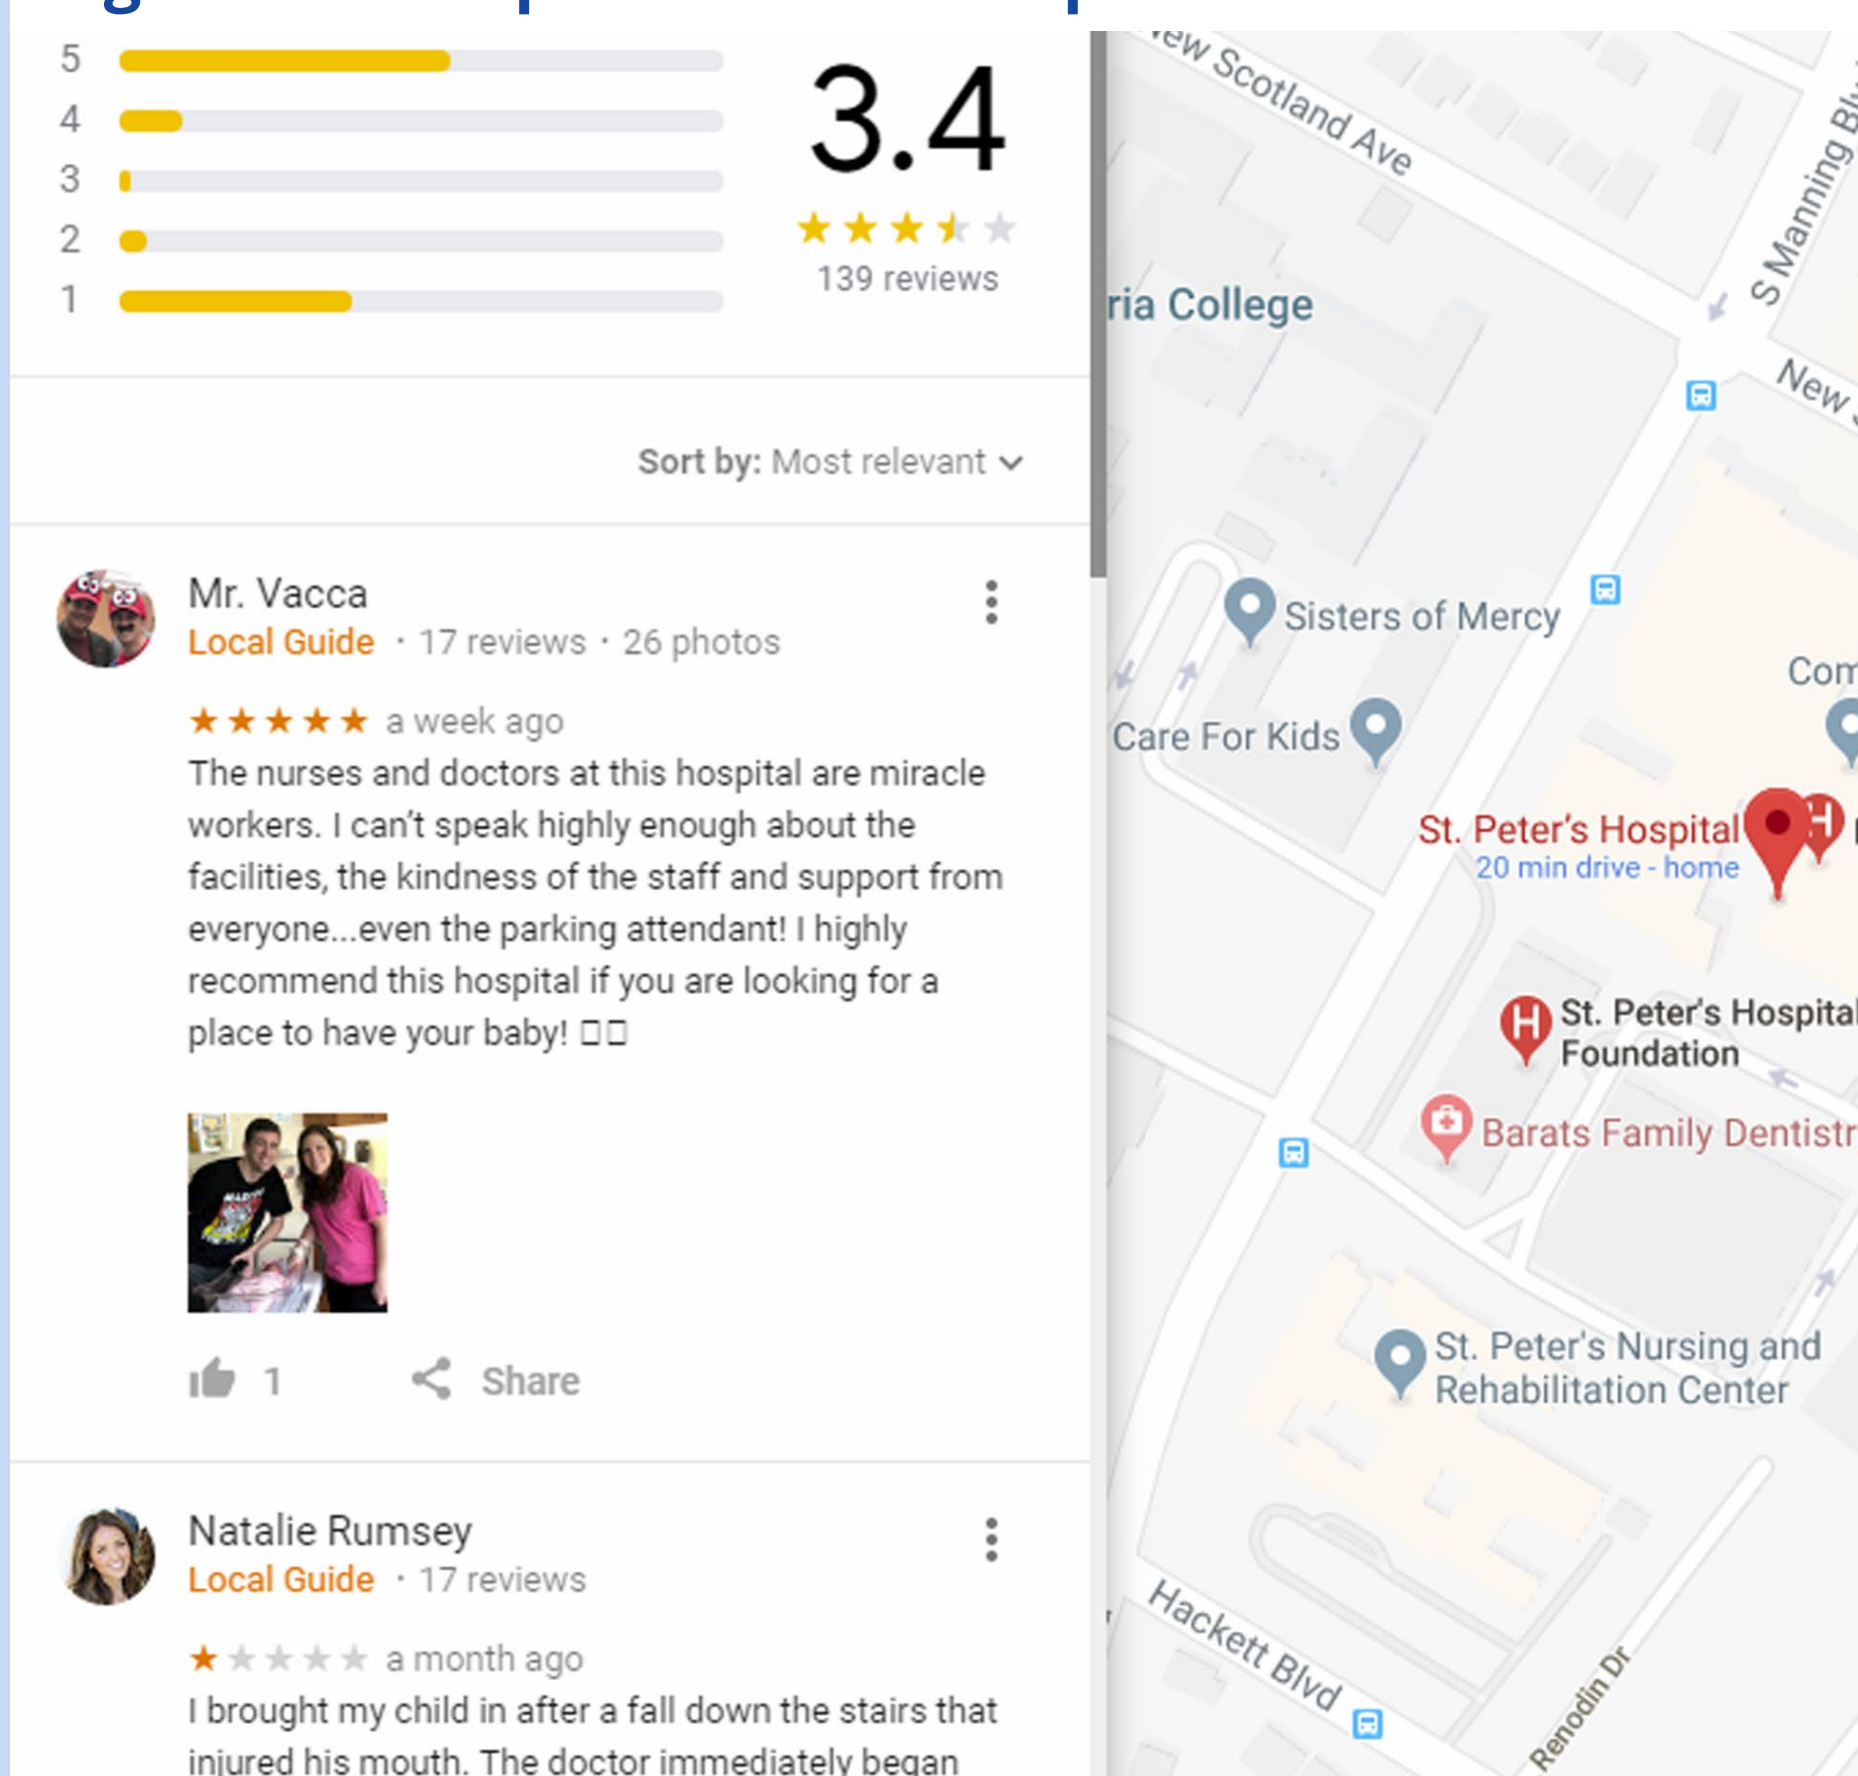 5
4
3
2
1
3.4
139 reviews
Sort by: Most relevant
Mr. Vacca
Local Guide · 17 reviews · 26 photos
a week ago
The nurses and doctors at this hospital are miracle
workers. I can't speak highly enough about the
facilities, the kindness of the staff and support from
everyone...even the parking attendant! I highly
recommend this hospital if you are looking for a
place to have your baby!
1 Share
Natalie Rumsey
Local Guide · 17 reviews
a month ago
I brought my child in after a fall down the stairs that
injured his mouth. The doctor immediately began
New Scotland Ave
S Manning
ria College
New
Sisters of Mercy
Com
Care For Kids
St. Peter's Hospital
H
20 min drive - home
H
St. Peter's Hospital
Foundation
Barats Family Dentistr
St. Peter's Nursing and
Rehabilitation Center
Hackett Blvd
Renodin Dr